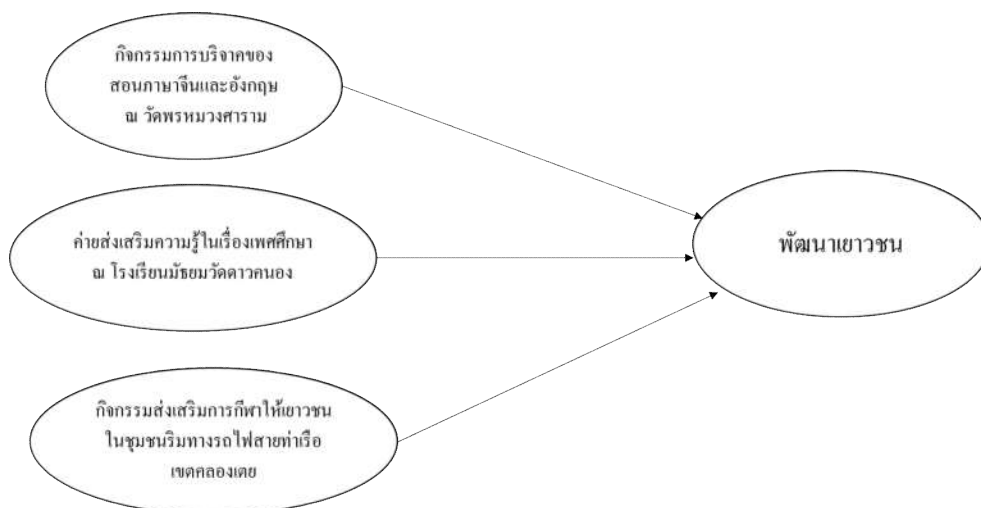 กิจกรรมการบริจาคของ
สอนภาษาจีนและอังกฤษ
ณ วัดพรหมวงศาราม
ค่ายส่งเสริมความรู้ในเรื่องเพศศึกษา
ณ โรงเรียนมัธยมวัดดาวคนอง
กิจกรรมส่งเสริมการกีฬาให้เยาวชน
ในชุมชนริมทางรถไฟสายท่าเรือ
เขตคลองเตย
พัฒนาเยาวชน